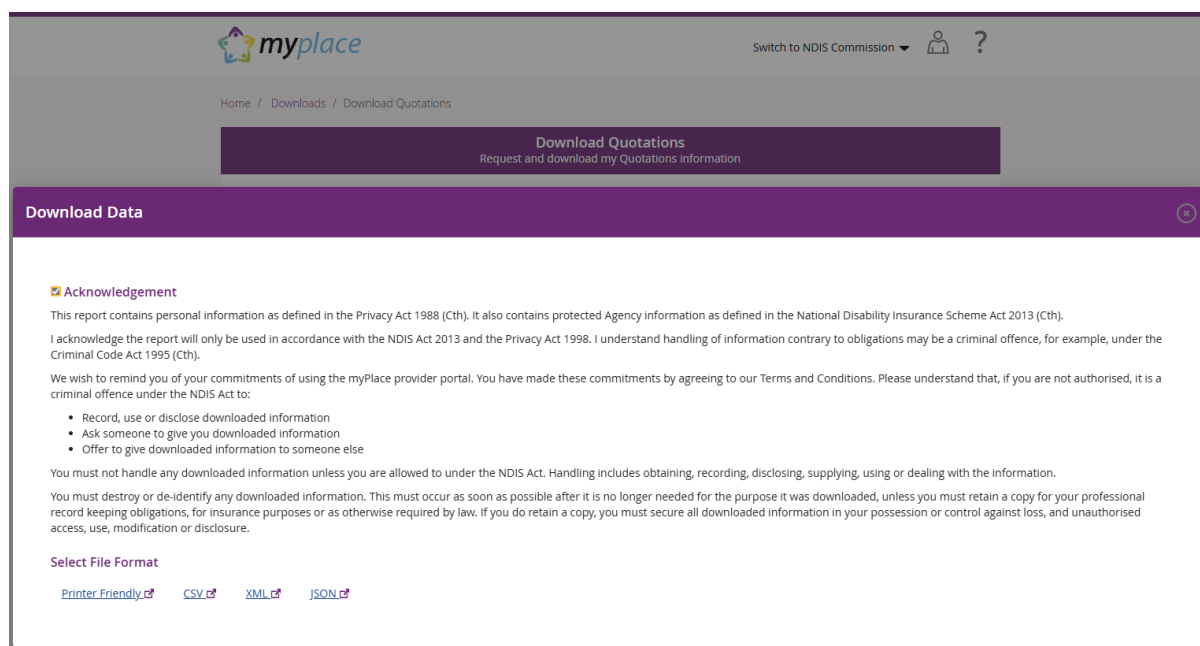 myplace
Switch to NDIS Commission
?
Home / Downloads / Download Quotations
Download Quotations
Request and download my Quotations information
Download Data
Acknowledgement
This report contains personal information as defined in the Privacy Act 1988 (Cth). It also contains protected Agency information as defined in the National Disability Insurance Scheme Act 2013 (Cth).
I acknowledge the report will only be used in accordance with the NDIS Act 2013 and the Privacy Act 1998. I understand handling of information contrary to obligations may be a criminal offence, for example, under the
Criminal Code Act 1995 (Cth).
We wish to remind you of your commitments of using the myPlace provider portal. You have made these commitments by agreeing to our Terms and Conditions. Please understand that, if you are not authorised, it is a
criminal offence under the NDIS Act to:
• Record, use or disclose downloaded information
• Ask someone to give you downloaded information
• Offer to give downloaded information to someone else
You must not handle any downloaded information unless you are allowed to under the NDIS Act. Handling includes obtaining, recording, disclosing, supplying, using or dealing with the information.
You must destroy or de-identify any downloaded information. This must occur as soon as possible after it is no longer needed for the purpose it was downloaded, unless you must retain a copy for your professional
record keeping obligations, for insurance purposes or as otherwise required by law. If you do retain a copy, you must secure all downloaded information in your possession or control against loss, and unauthorised
access, use, modification or disclosure.
Select File Format
Printer Friendly CSV XML JSON